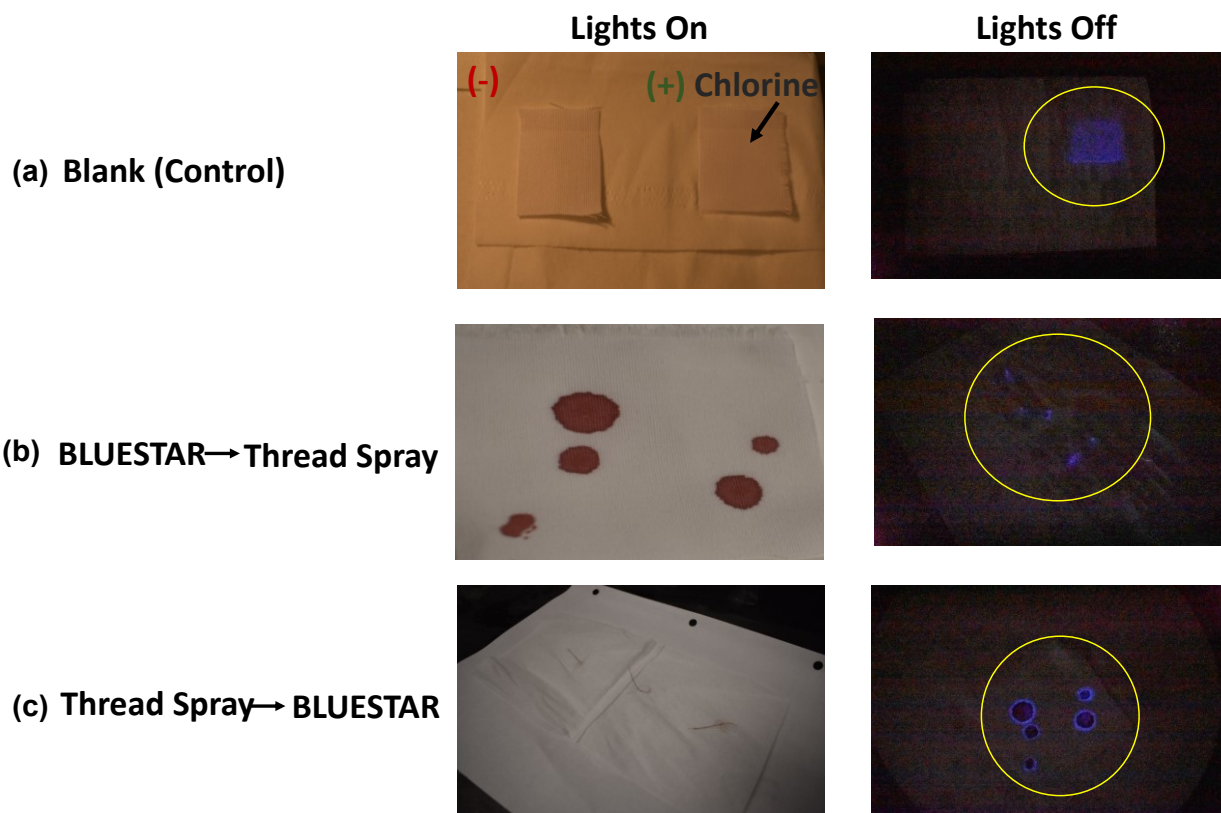 Lights On
Lights Off
(-)
(+) Chlorine
(a) Blank (Control)
(b) BLUESTAR→Thread Spray
(c) Thread Spray→BLUESTAR